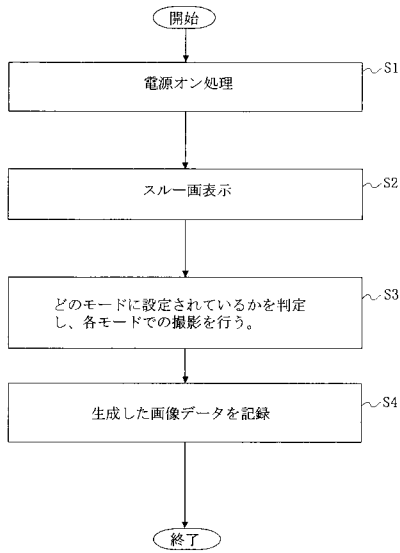 開始
電源オン処理
S1
スルー画表示
S2
どのモードに設定されているかを判定
し、各モードでの撮影を行う。
S3
生成した画像データを記録
S4
終了